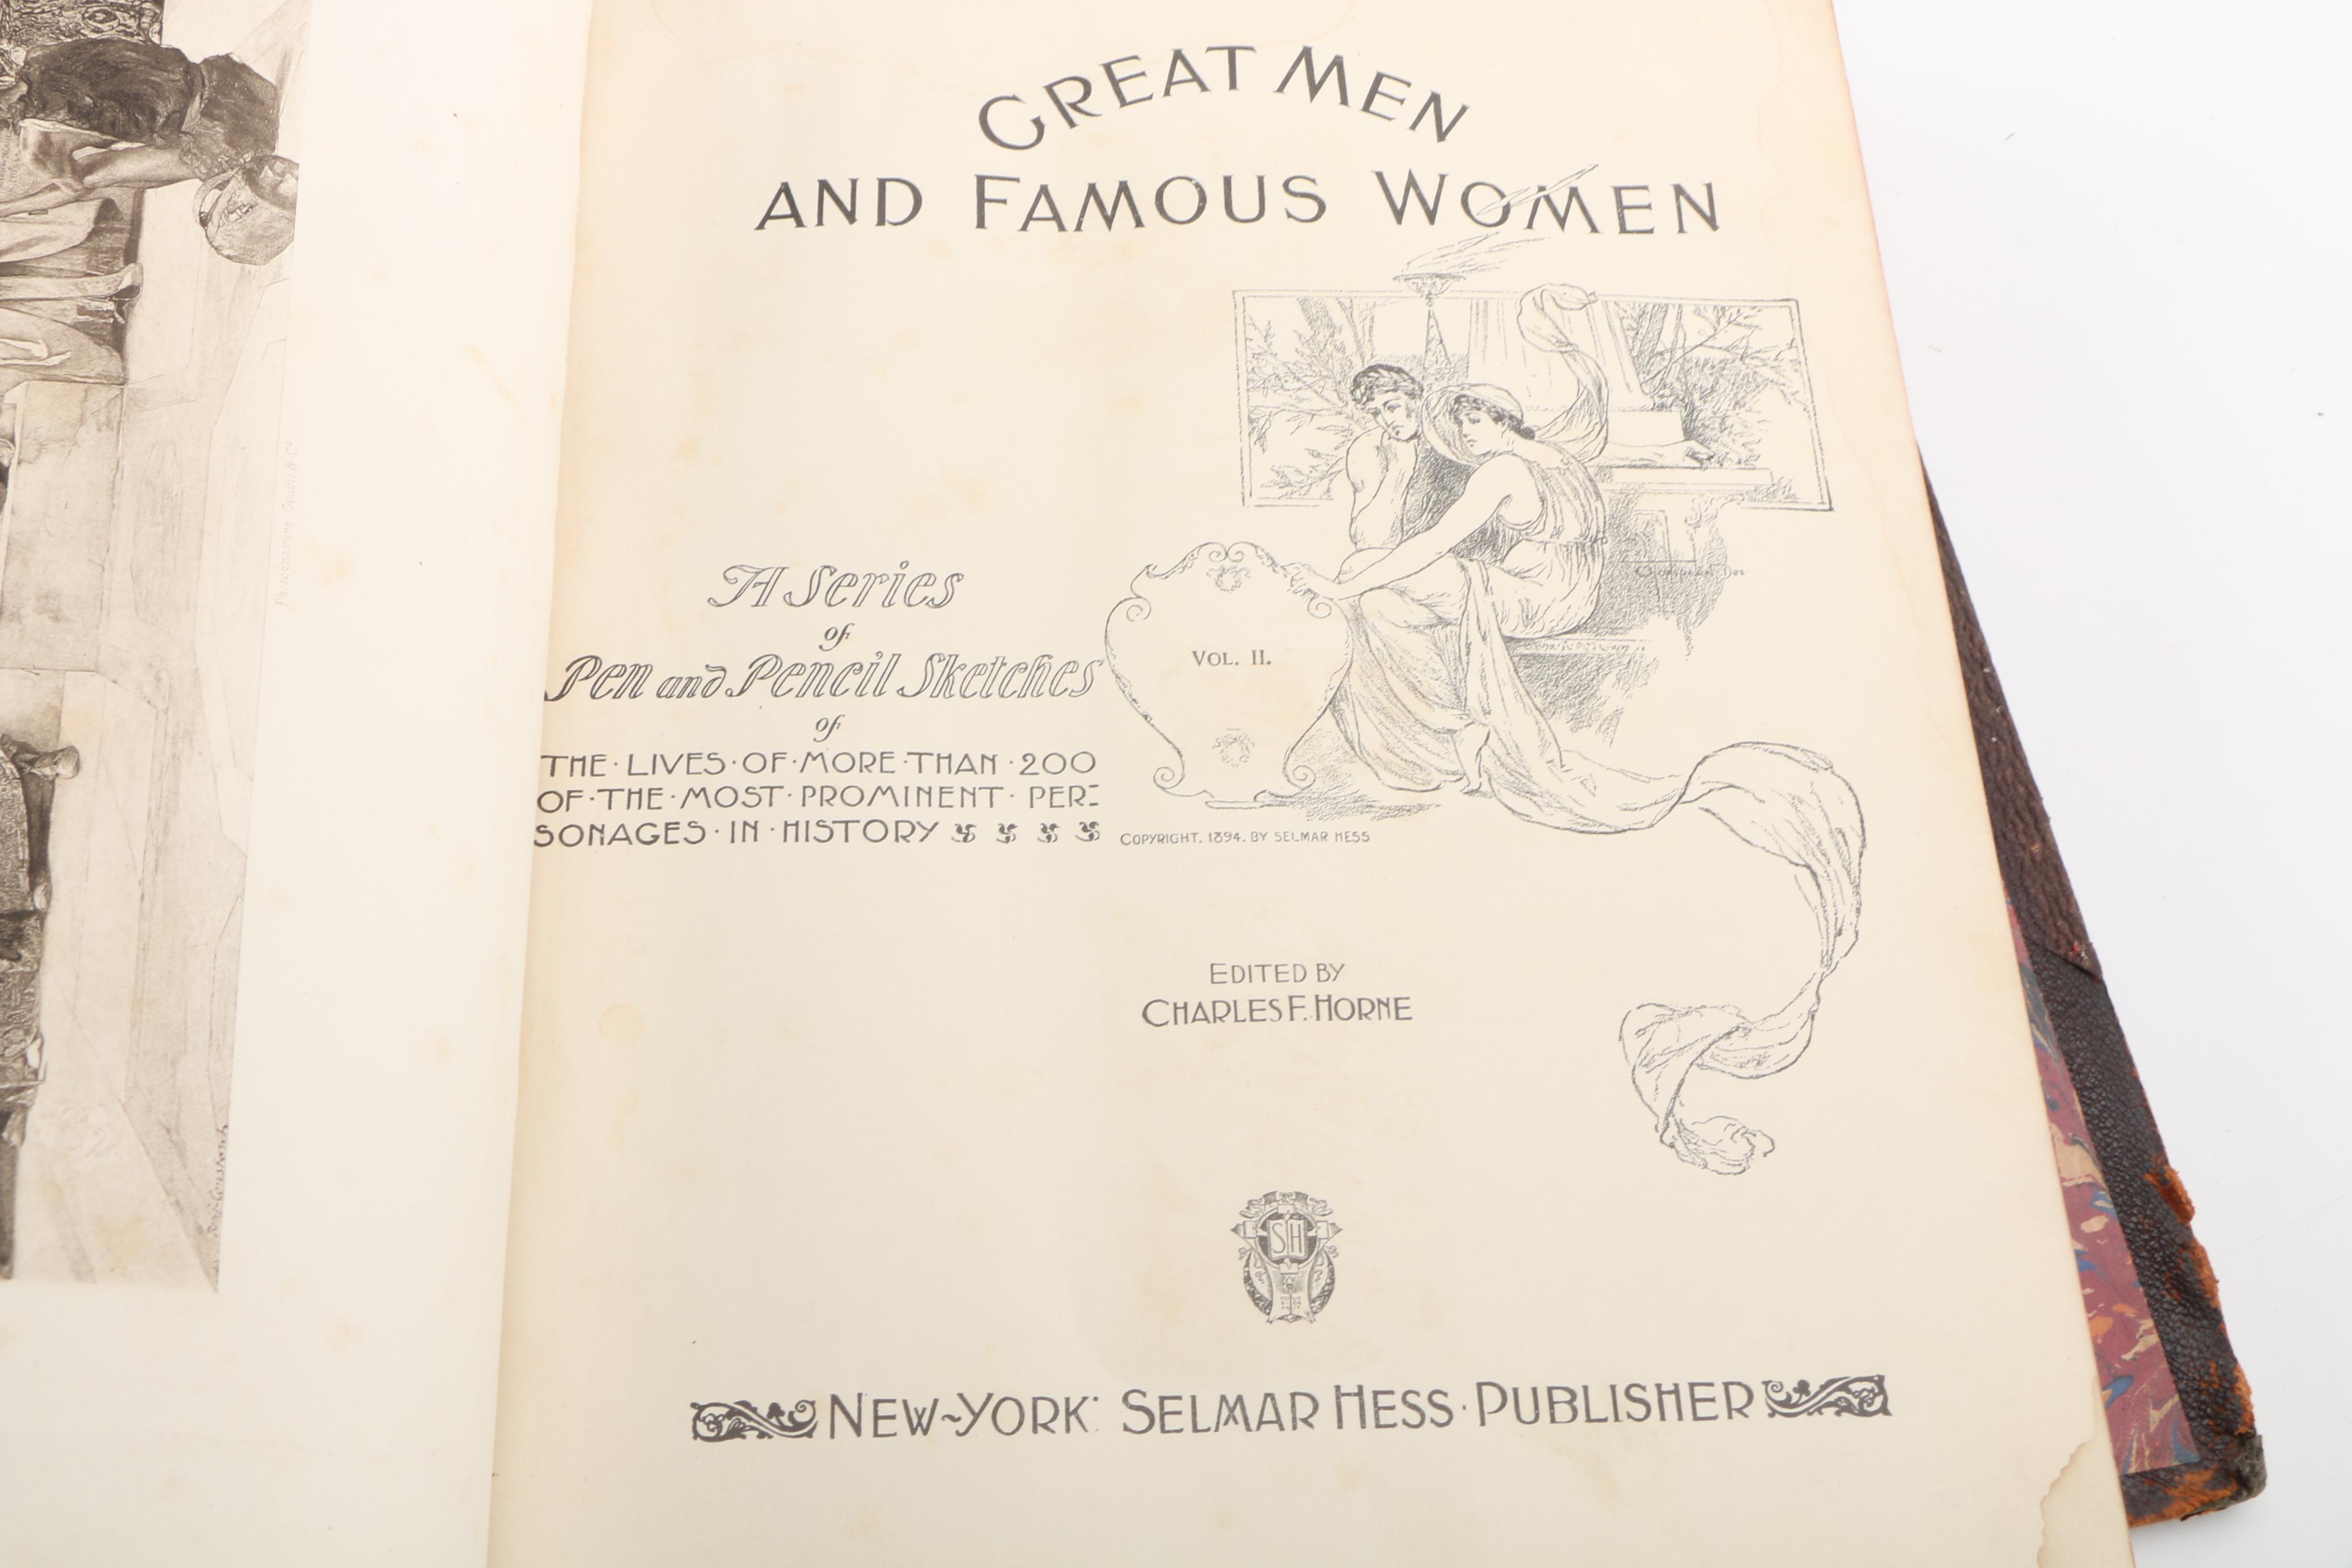 GREAT MEN
AND FAMOUS WOMEN
A Series
of
Pen and Pencil Sketches
of
THE · LIVES · OF · MORE · THAN · 200
OF · THE · MOST · PROMINENT · PER-
SONAGES · IN · HISTORY
VOL. II.
COPYRIGHT, 1894, BY SELMAR HESS
EDITED BY
CHARLES F. HORNE
SH
NEW-YORK: SELMAR HESS · PUBLISHER